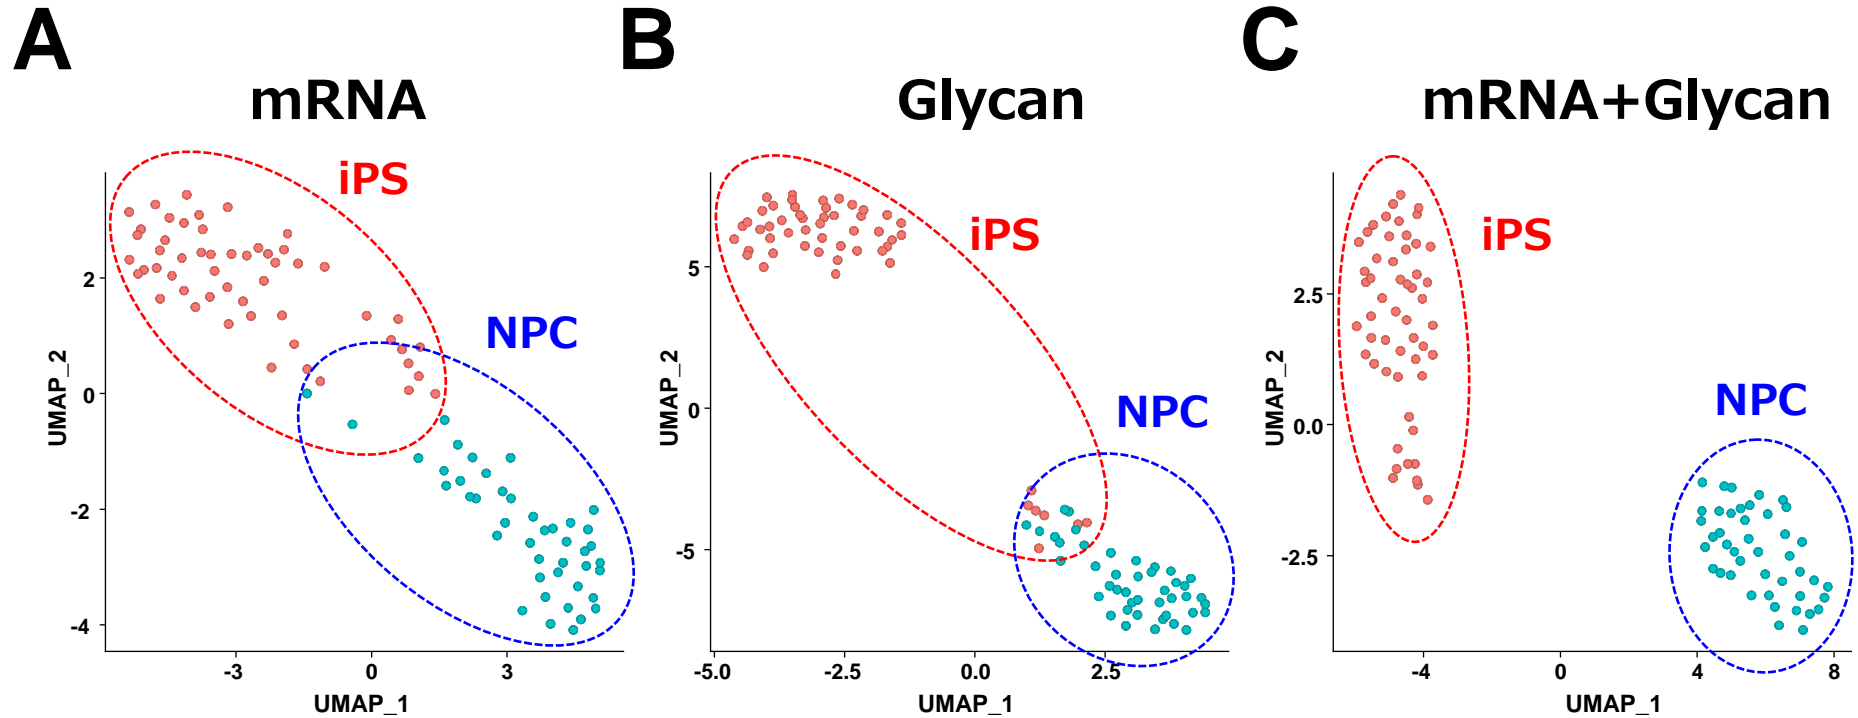 A
mRNA
iPS
NPC
2
0
-2
-4
UMAP_2
-3
0
3
UMAP_1
B
Glycan
iPS
NPC
5
0
-5
UMAP_2
-5.0
-2.5
0.0
2.5
UMAP_1
C
mRNA+Glycan
iPS
NPC
2.5
0.0
-2.5
UMAP_2
-4
0
4
8
UMAP_1